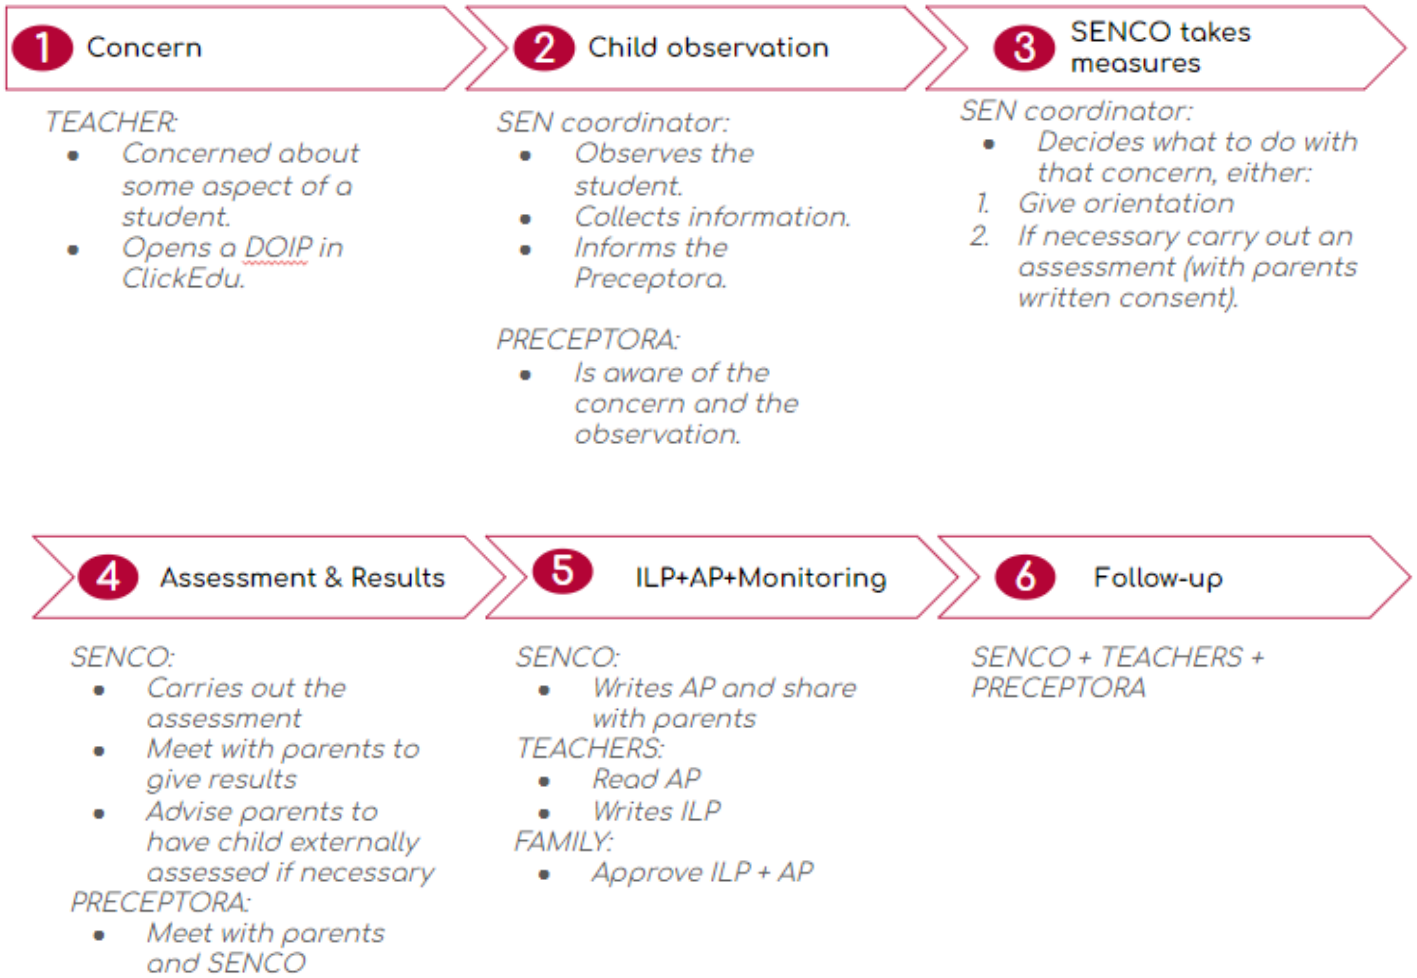 1 Concern
TEACHER:
● Concerned about
some aspect of a
student.
● Opens a DOIP in
ClickEdu.
2 Child observation
SEN coordinator:
● Observes the
student.
● Collects information.
● Informs the
Preceptora.
PRECEPTORA:
● Is aware of the
concern and the
observation.
3 SENCO takes
measures
SEN coordinator:
● Decides what to do with
that concern, either:
1. Give orientation
2. If necessary carry out an
assessment (with parents
written consent).
4 Assessment & Results
SENCO:
● Carries out the
assessment
● Meet with parents to
give results
● Advise parents to
have child externally
assessed if necessary
PRECEPTORA:
● Meet with parents
and SENCO
5 ILP+AP+Monitoring
SENCO:
● Writes AP and share
with parents
TEACHERS:
● Read AP
● Writes ILP
FAMILY:
● Approve ILP + AP
6 Follow-up
SENCO + TEACHERS +
PRECEPTORA